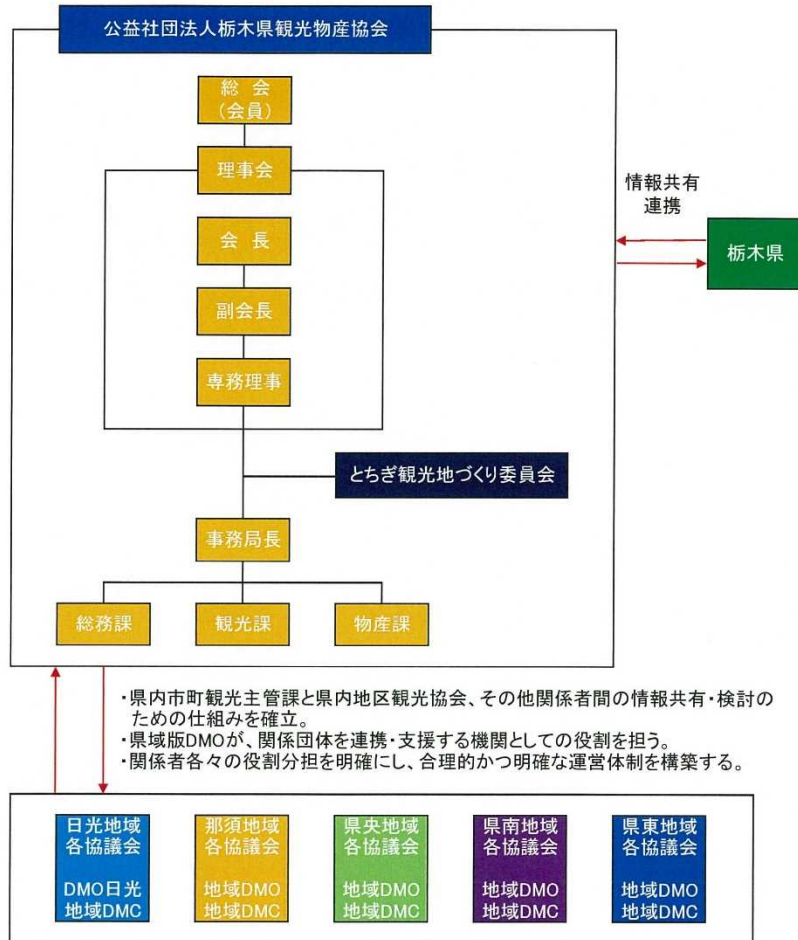 公益社団法人栃木県観光物産協会
総 会
(会員)
理事会
情報共有
連携
会 長
栃木県
副会長
専務理事
とちぎ観光地づくり委員会
事務局長
総務課
観光課
物産課
・県内市町観光主管課と県内地区観光協会、その他関係者間の情報共有・検討の
ための仕組みを確立。
・県域版DMOが、関係団体を連携・支援する機関としての役割を担う。
・関係者各々の役割分担を明確にし、合理的かつ明確な運営体制を構築する。
日光地域
各協議会
DMO日光
地域DMC
那須地域
各協議会
地域DMO
地域DMC
県央地域
各協議会
地域DMO
地域DMC
県南地域
各協議会
地域DMO
地域DMC
県東地域
各協議会
地域DMO
地域DMC